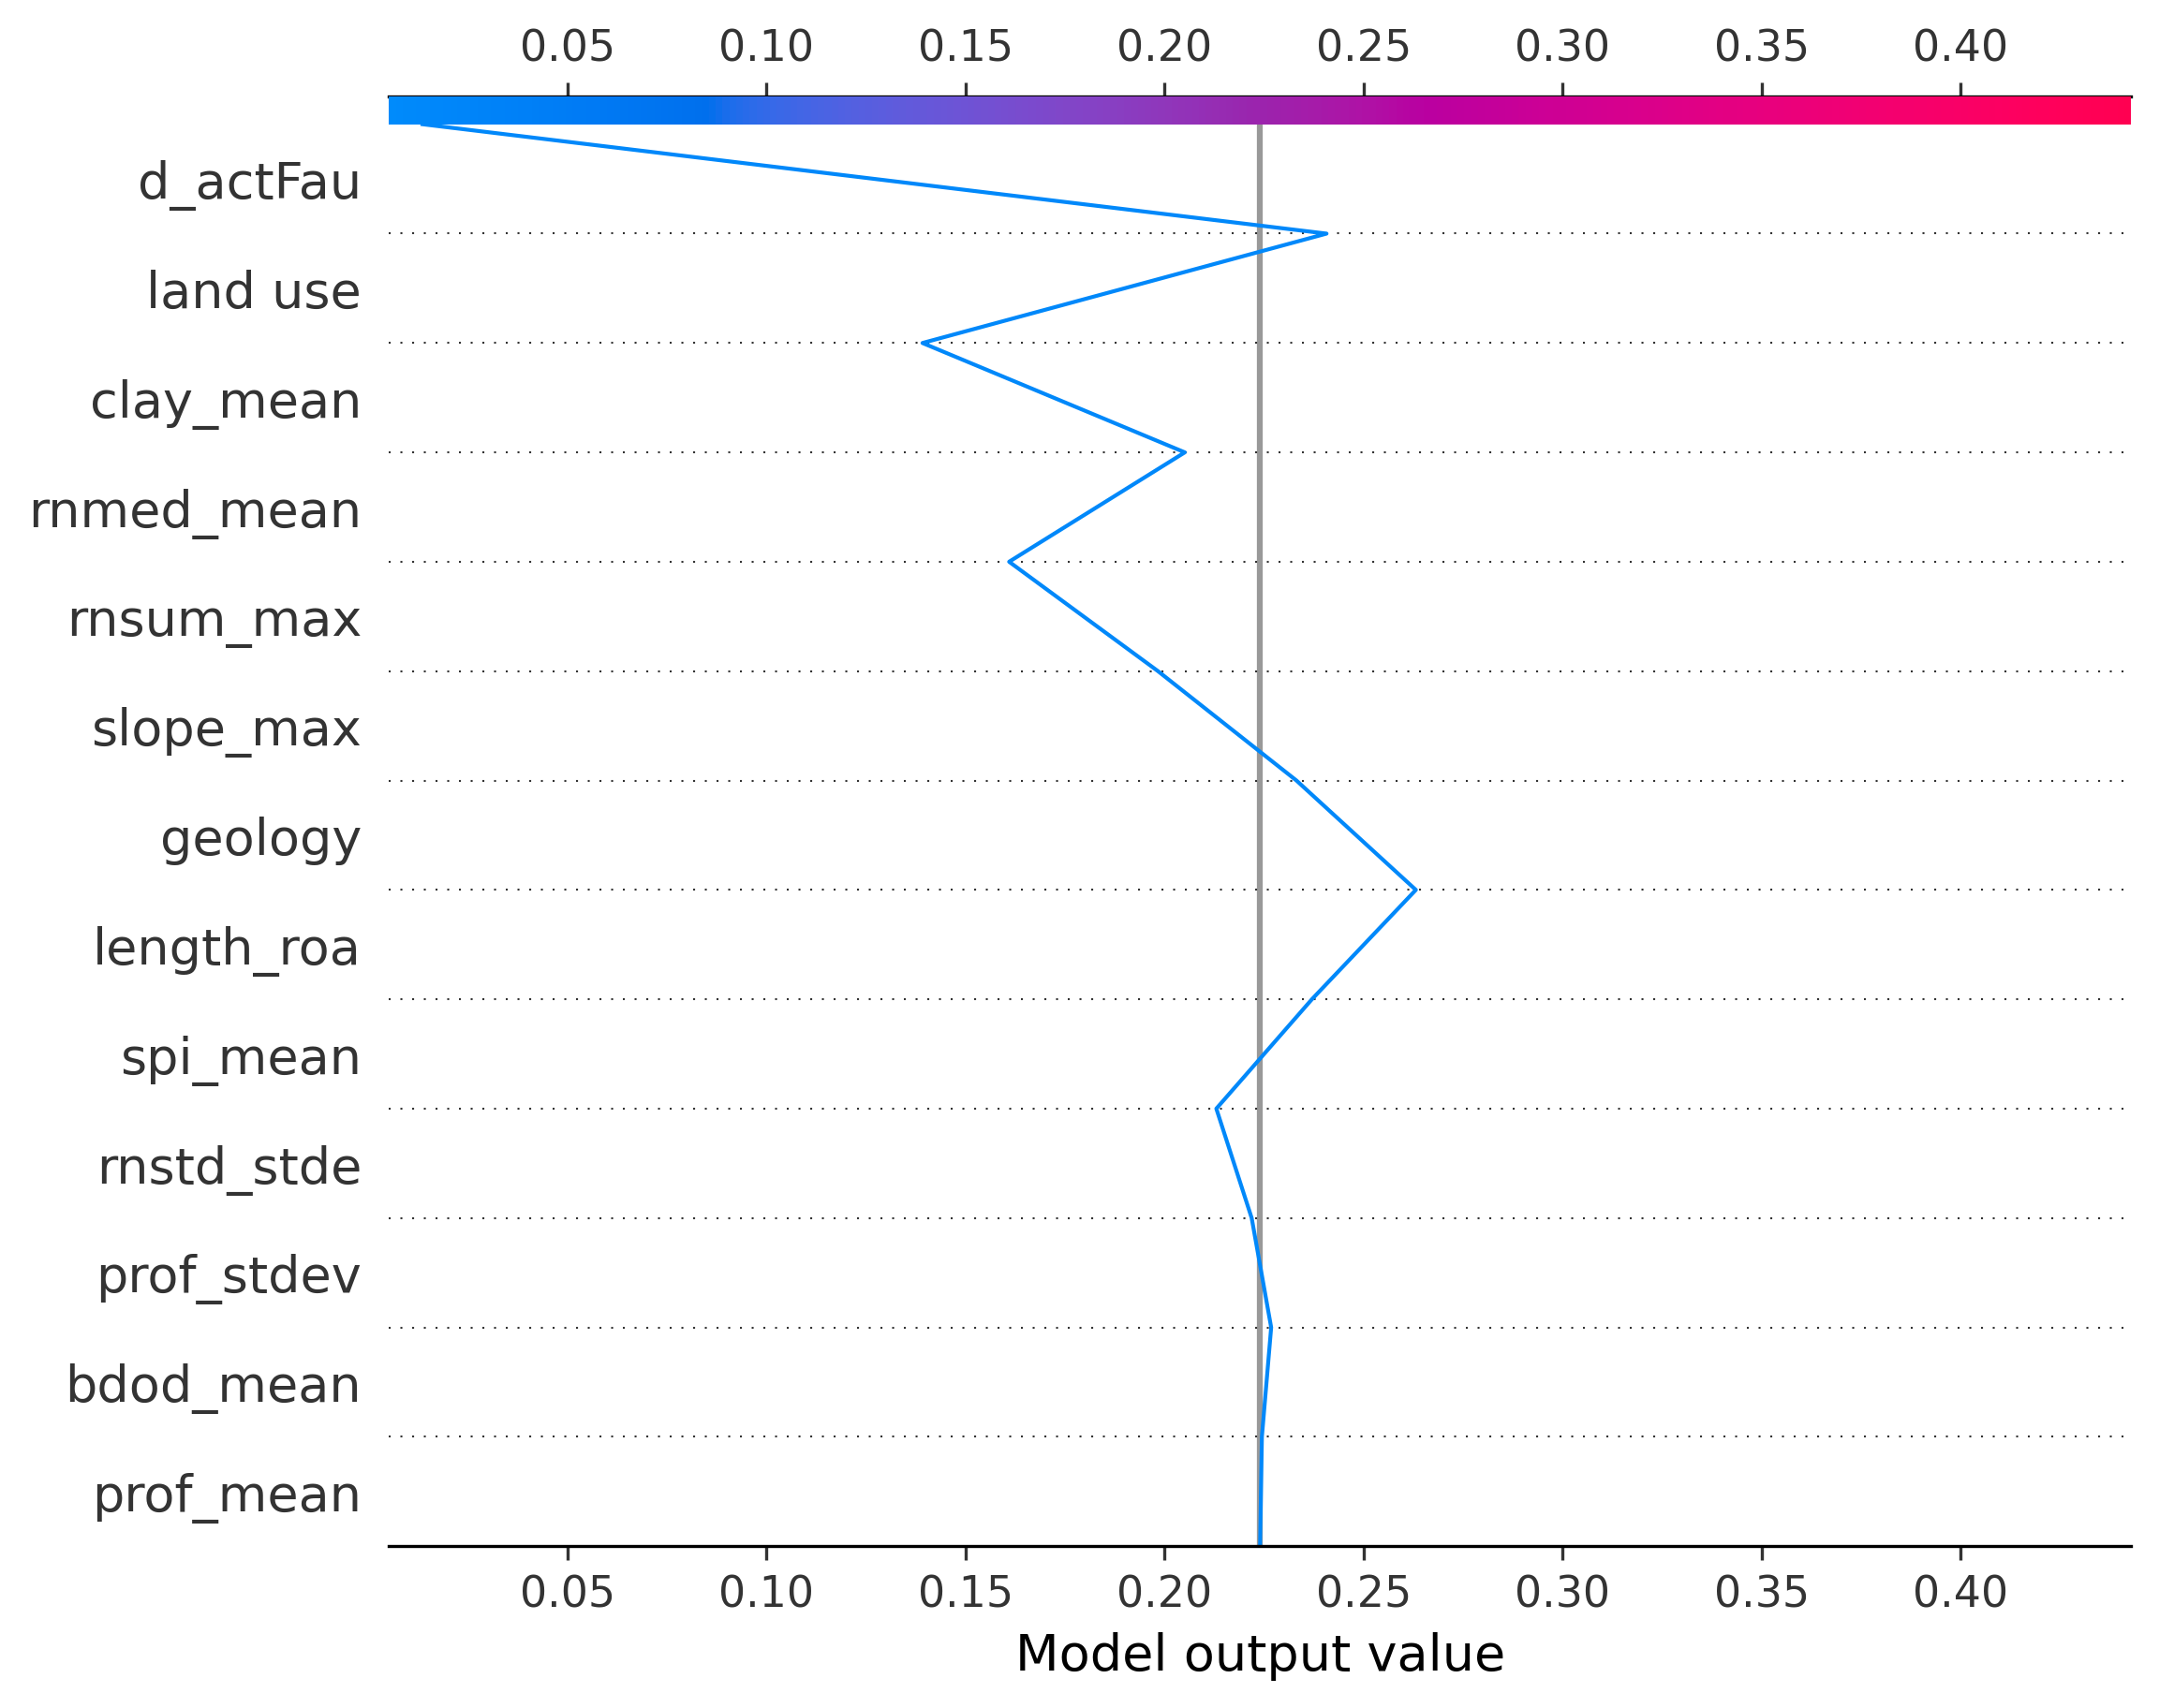 0.05 0.10 0.15 0.20 0.25 0.30 0.35 0.40
d_actFau
land use
clay_mean
rnmed_mean
rnsum_max
slope_max
geology
length_roa
spi_mean
rnstd_stde
prof_stdev
bdod_mean
prof_mean
0.05 0.10 0.15 0.20 0.25 0.30 0.35 0.40
Model output value